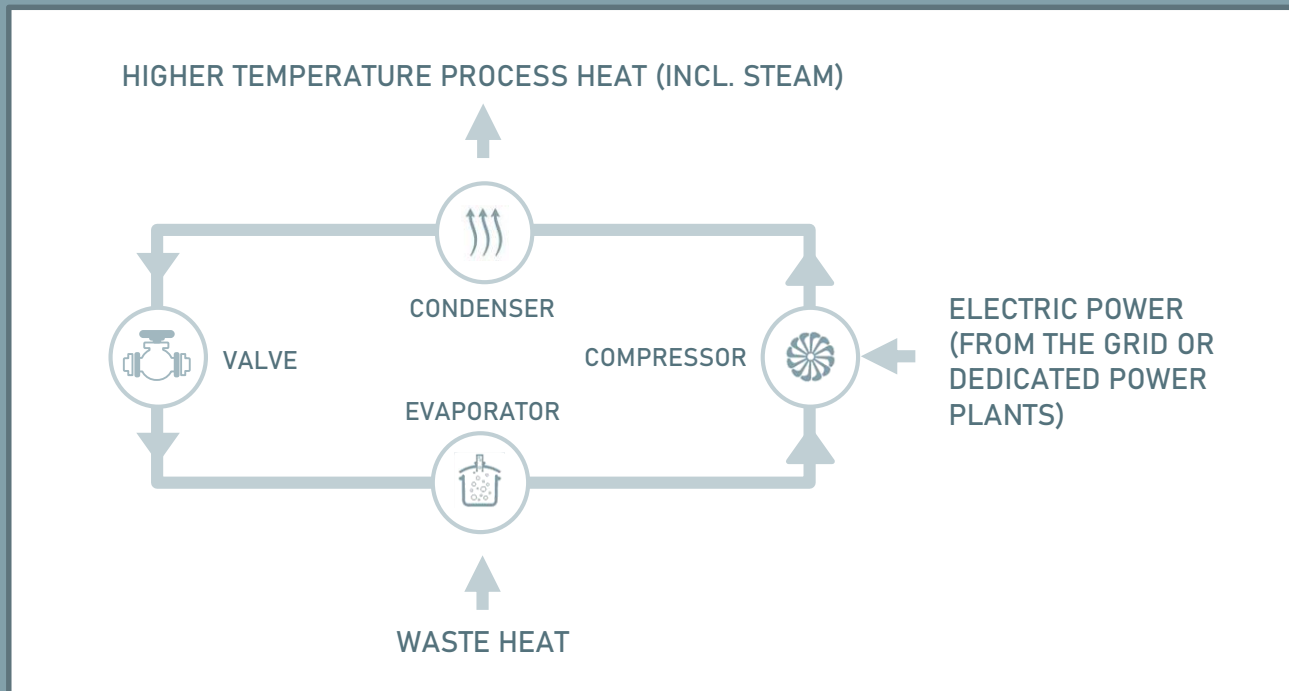 HIGHER TEMPERATURE PROCESS HEAT (INCL. STEAM)
CONDENSER
VALVE
COMPRESSOR
ELECTRIC POWER
(FROM THE GRID OR
DEDICATED POWER
PLANTS)
EVAPORATOR
WASTE HEAT